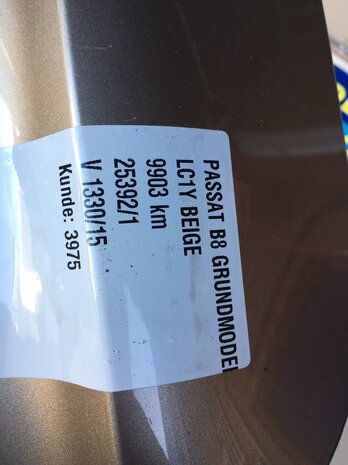 PASSAT B8 GRUNDMODEL
LC1Y BEIGE
9903 km
25392/1
V 1330/15
Kunde: 3975